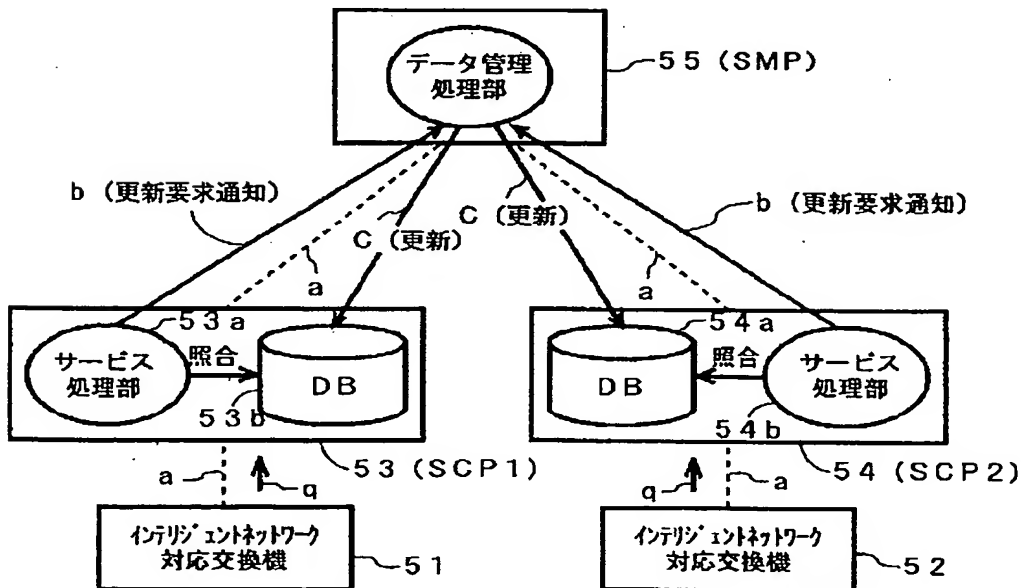 データ管理
処理部
55(SMP)
b (更新要求通知)
C (更新)
C (更新)
b (更新要求通知)
a
a
53a
サービス
処理部
照合
DB
53b
54a
DB
照合
サービス
処理部
54b
53(SCP1)
54(SCP2)
a
q
q
a
インテリジェントネットワーク
対応交換機
51
インテリジェントネットワーク
対応交換機
52